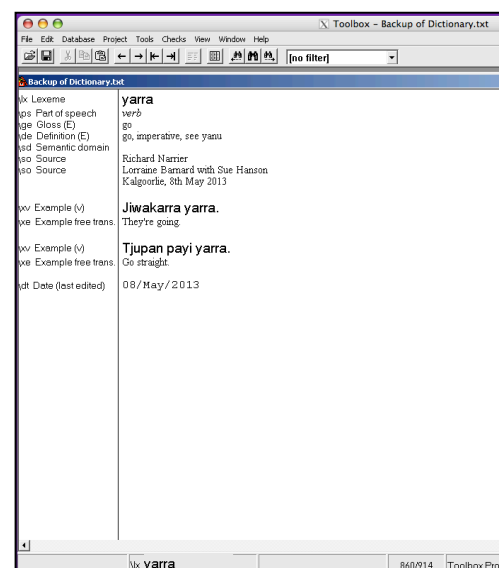 Toolbox - Backup of Dictionary.txt
File Edit Database Project Tools Checks View Window Help
[no filter]
Backup of Dictionary.txt
\lx Lexeme yarra
\ps Part of speech verb
\ge Gloss (E) go
\de Definition (E) go, imperative, see yanu
\sd Semantic domain
\so Source Richard Narrier
\so Source Lorraine Barnard with Sue Hanson
Kalgoorlie, 8th May 2013
\xv Example (v) Jiwakarra yarra.
\xe Example free trans. They're going.
\xv Example (v) Tjupan payi yarra.
\xe Example free trans. Go straight.
\dt Date (last edited) 08/May/2013
\lx yarra 860/914 Toolbox Pro